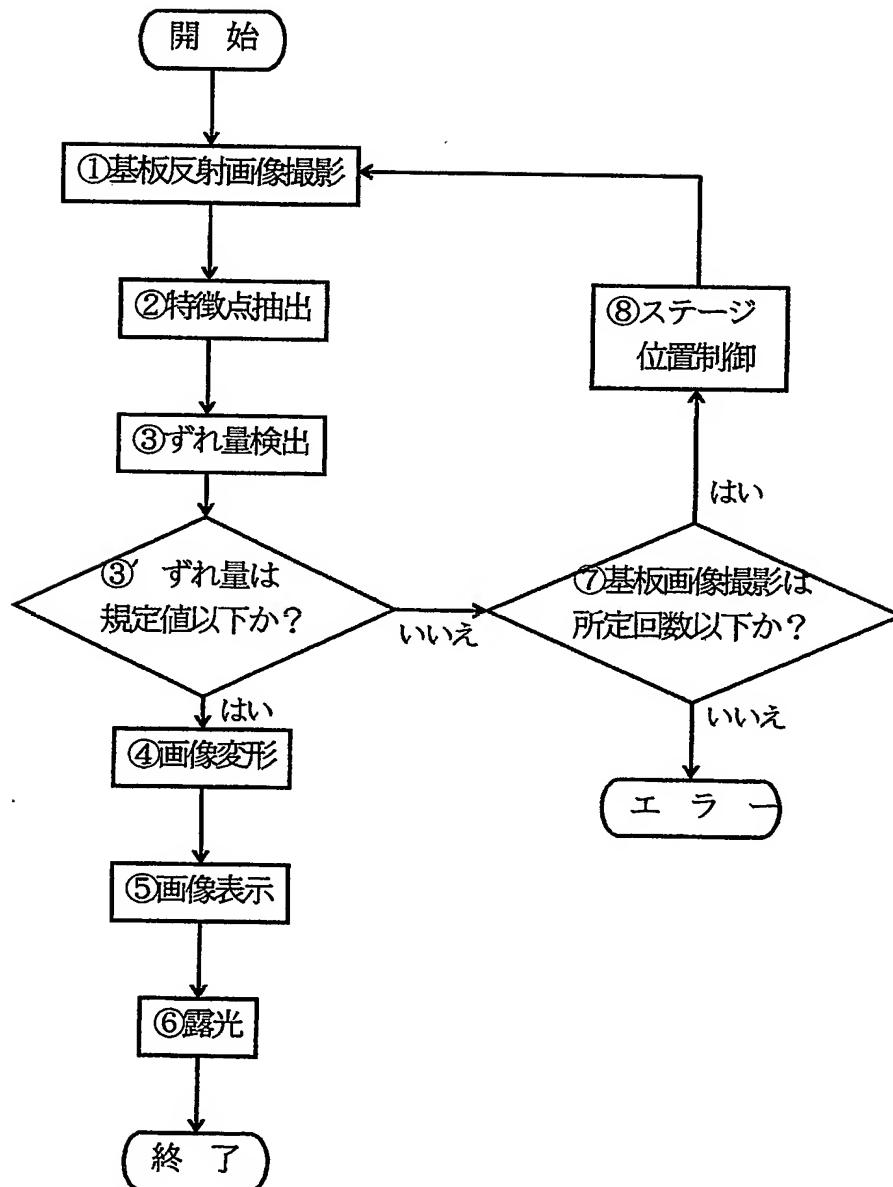 開 始
①基板反射画像撮影
②特徴点抽出
③ずれ量検出
③' ずれ量は
規定値以下か？
いいえ
はい
④画像変形
⑤画像表示
⑥露光
終 了
⑧ステージ
位置制御
はい
⑦基板画像撮影は
所定回数以下か？
いいえ
エ ラ ー